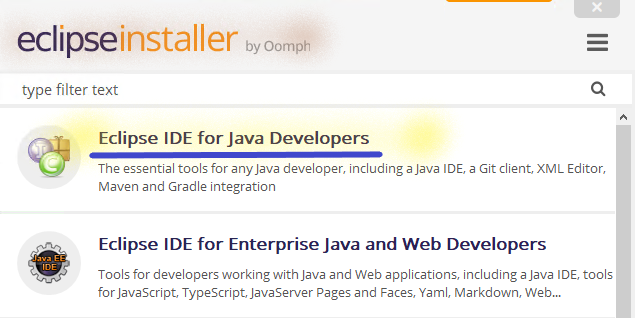 eclipseinstaller by Oomph
type filter text
Eclipse IDE for Java Developers
The essential tools for any Java developer, including a Java IDE, a Git client, XML Editor,
Maven and Gradle integration
Java EE
IDE
Eclipse IDE for Enterprise Java and Web Developers
Tools for developers working with Java and Web applications, including a Java IDE, tools
for JavaScript, TypeScript, JavaServer Pages and Faces, Yaml, Markdown, Web...